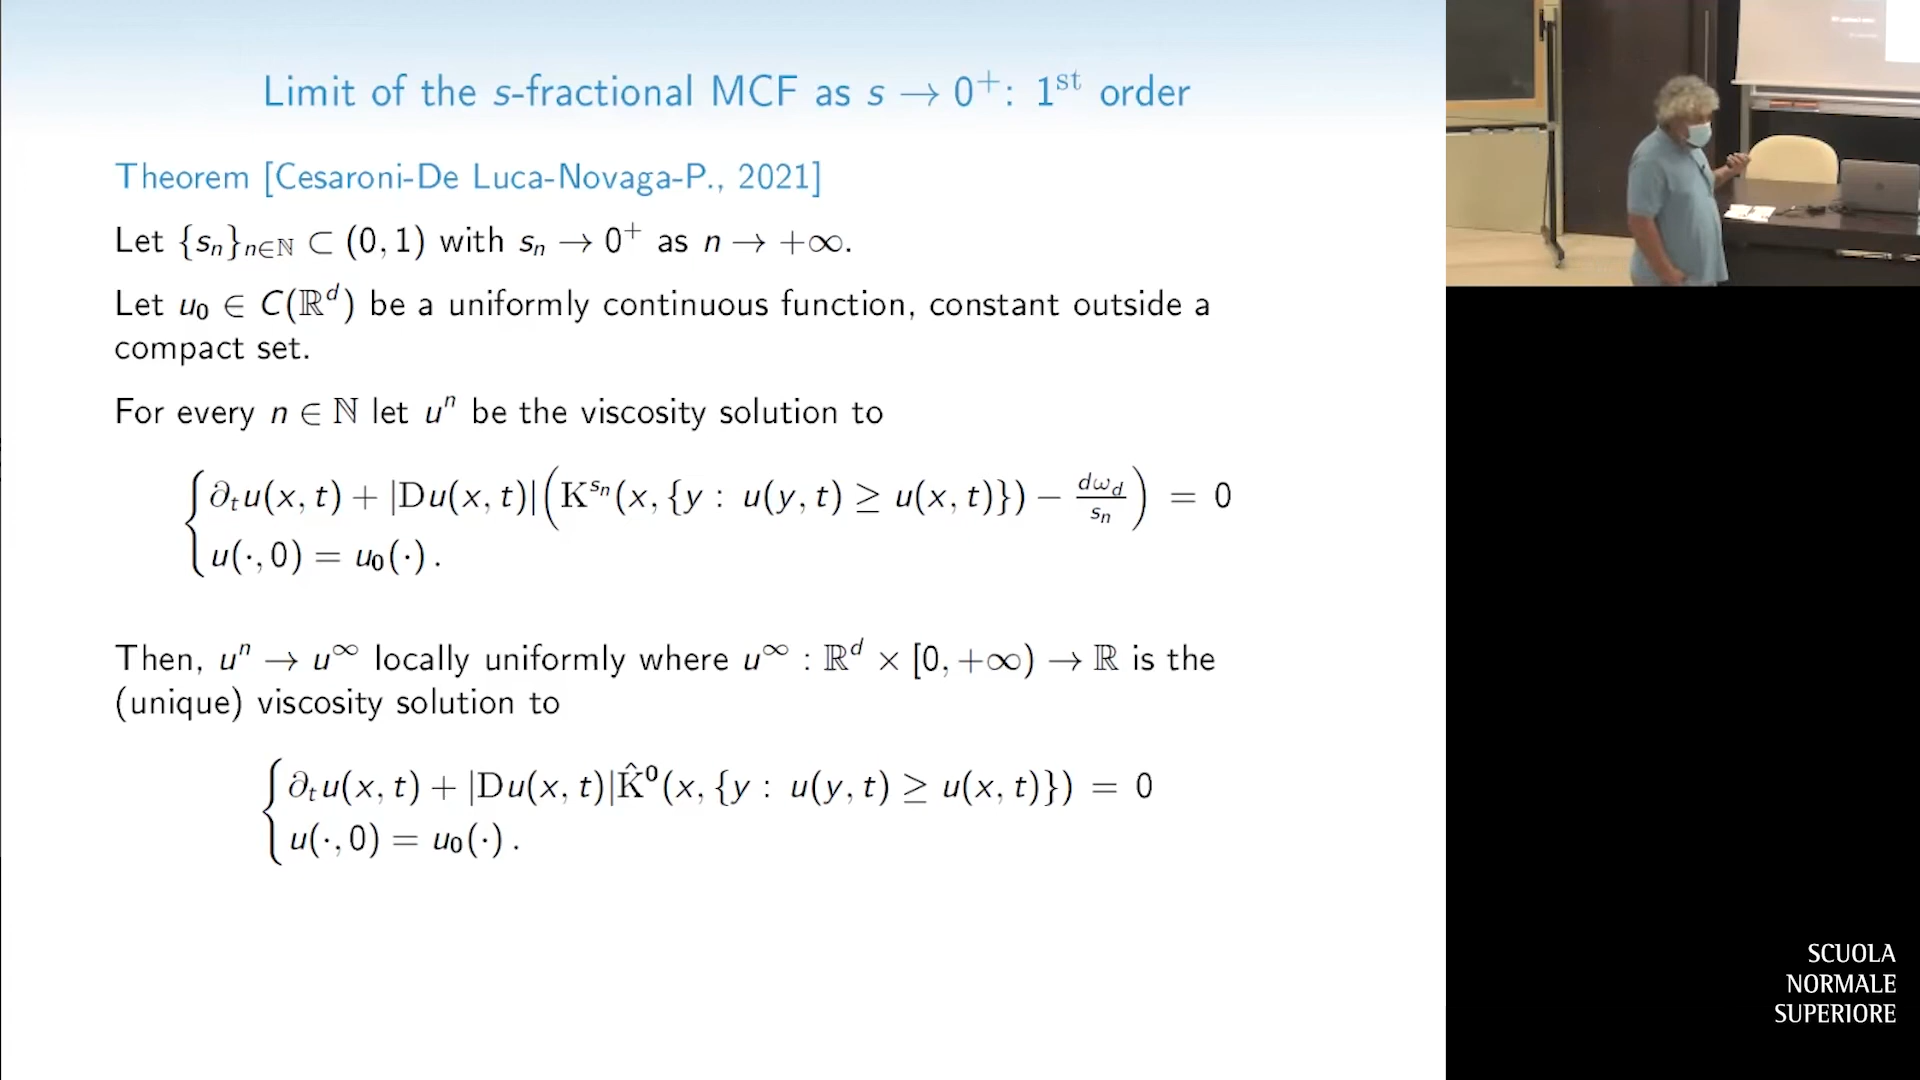 Limit of the s-fractional MCF as s → 0⁺: 1ˢᵗ order
Theorem [Cesaroni-De Luca-Novaga-P., 2021]
Let {sₙ}ₙ∈ℕ ⊂ (0, 1) with sₙ → 0⁺ as n → +∞.
Let u₀ ∈ C(ℝᵈ) be a uniformly continuous function, constant outside a
compact set.
For every n ∈ ℕ let uⁿ be the viscosity solution to
{ ∂ₜu(x, t) + |Du(x, t)|(K^{sₙ}(x, {y : u(y, t) ≥ u(x, t)}) − dω_d/sₙ) = 0
u(·, 0) = u₀(·).
Then, uⁿ → u^∞ locally uniformly where u^∞ : ℝᵈ × [0, +∞) → ℝ is the
(unique) viscosity solution to
{ ∂ₜu(x, t) + |Du(x, t)|K̂⁰(x, {y : u(y, t) ≥ u(x, t)}) = 0
u(·, 0) = u₀(·).
SCUOLA
NORMALE
SUPERIORE